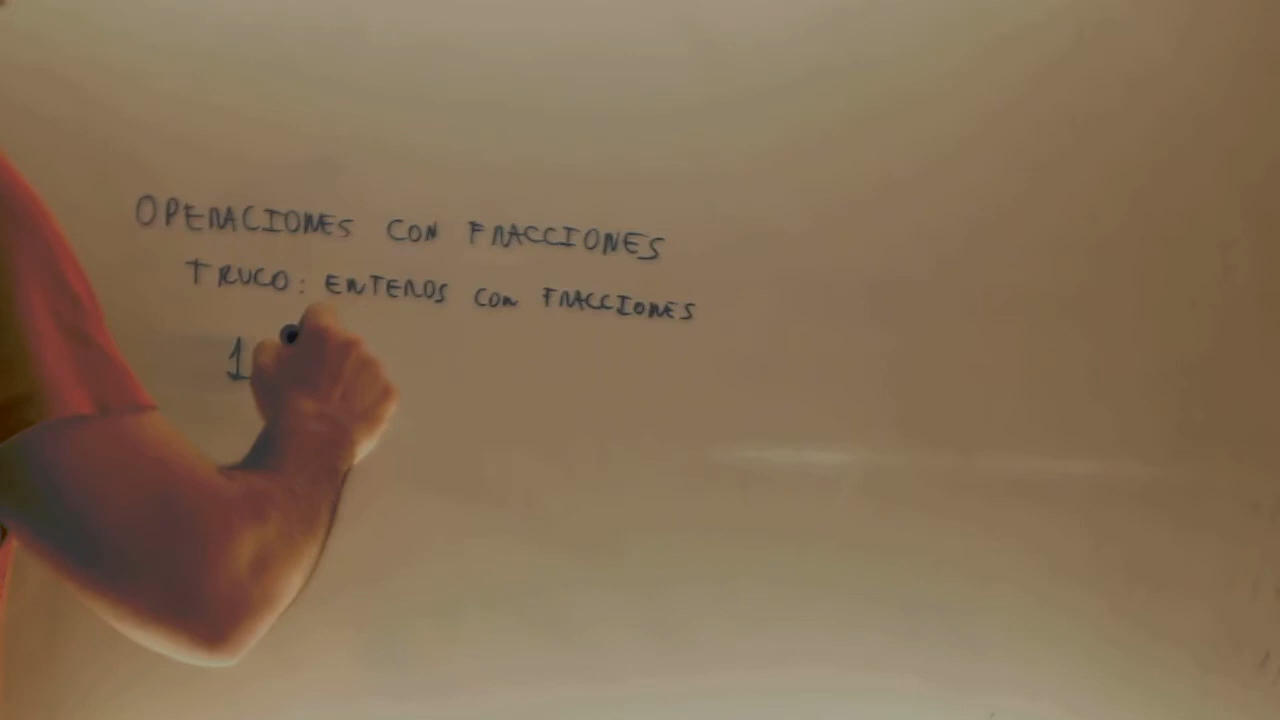 OPERACIONES CON FRACCIONES
TRUCO: ENTEROS CON FRACCIONES
1